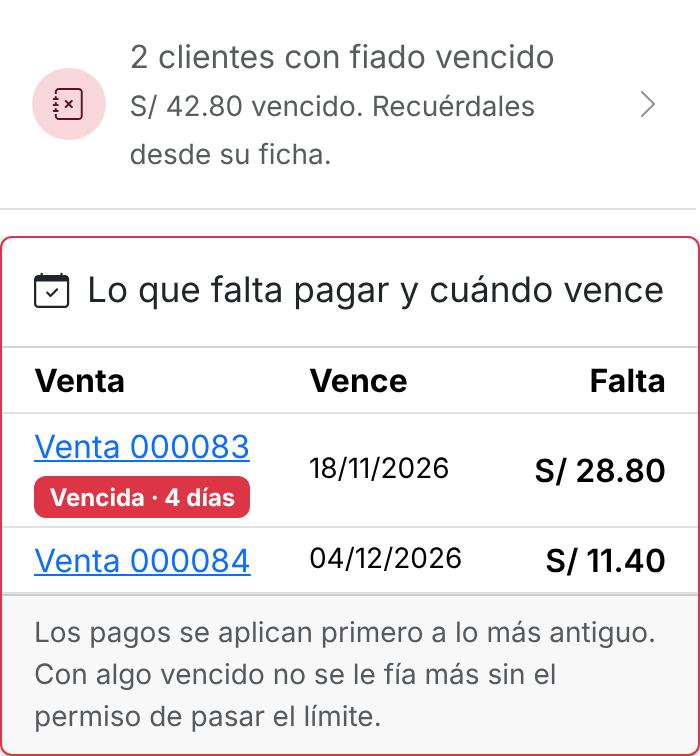 2 clientes con fiado vencido
S/ 42.80 vencido. Recuérdales
desde su ficha.
Lo que falta pagar y cuándo vence
Venta Vence Falta
Venta 000083 18/11/2026 S/ 28.80
Vencida · 4 días
Venta 000084 04/12/2026 S/ 11.40
Los pagos se aplican primero a lo más antiguo.
Con algo vencido no se le fía más sin el
permiso de pasar el límite.